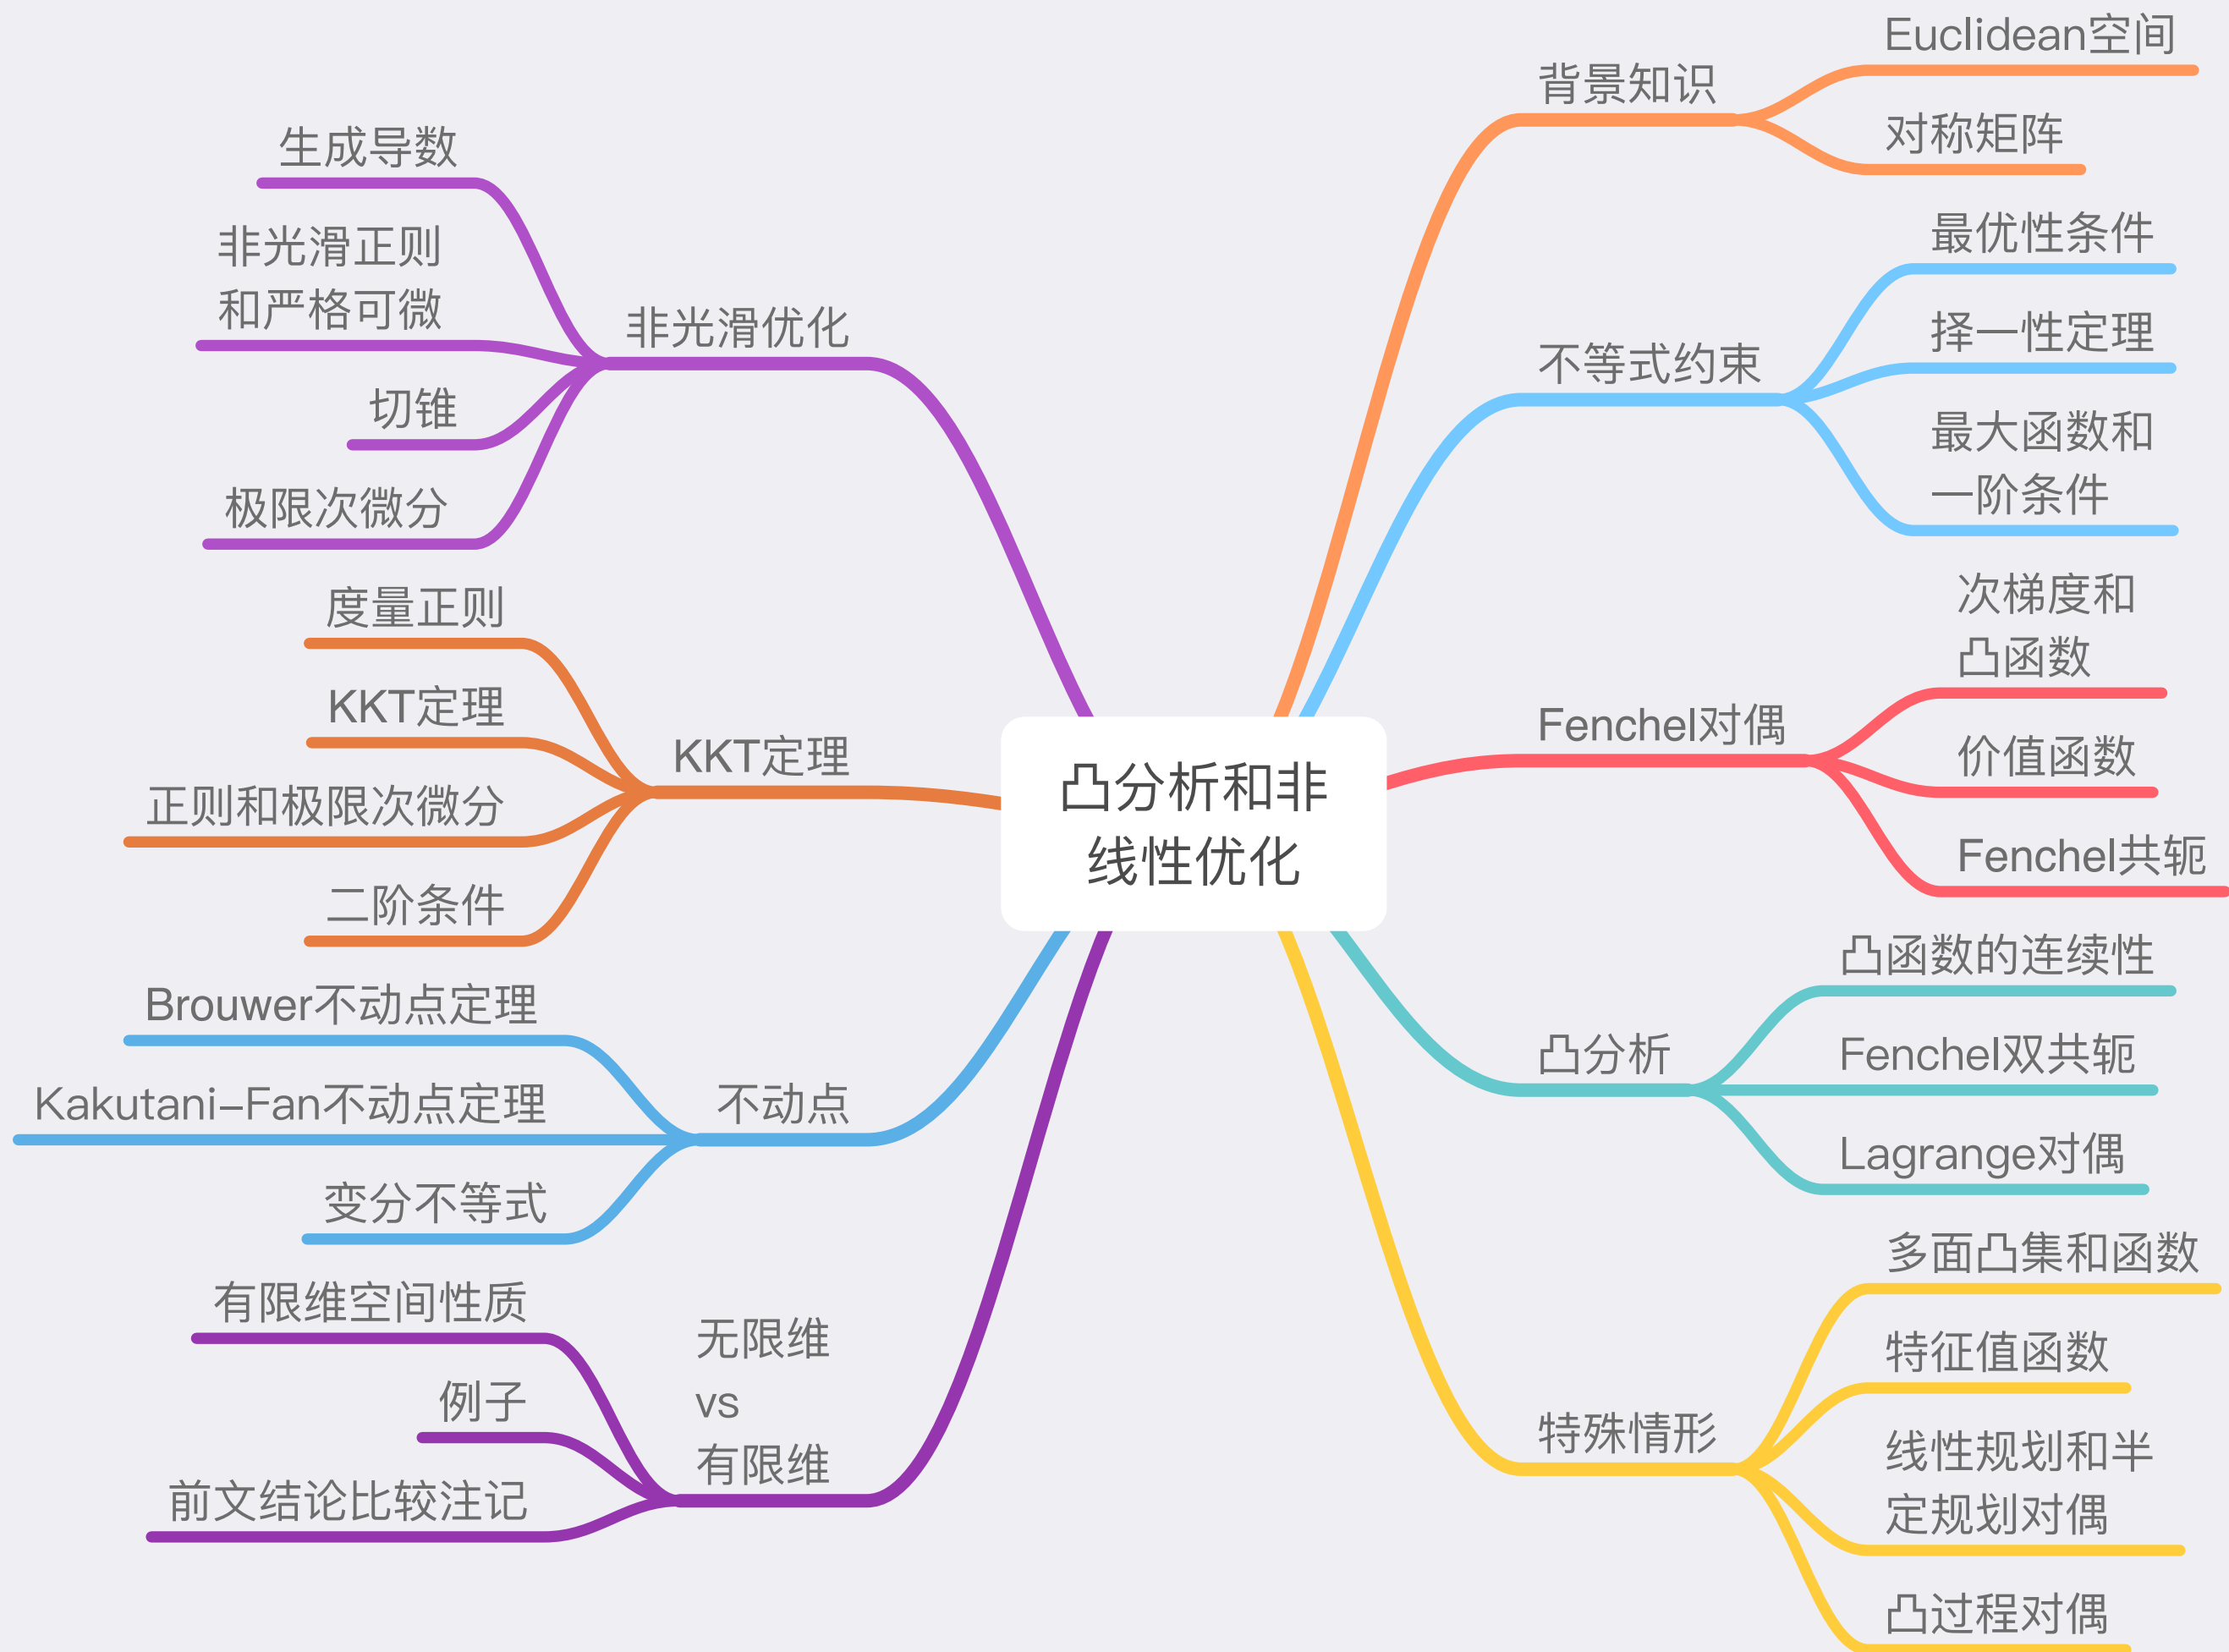 凸分析和非
线性优化
背景知识
Euclidean空间
对称矩阵
不等式约束
最优性条件
择一性定理
最大函数和
一阶条件
Fenchel对偶
次梯度和
凸函数
价值函数
Fenchel共轭
凸分析
凸函数的连续性
Fenchel双共轭
Lagrange对偶
特殊情形
多面凸集和函数
特征值函数
线性规划和半
定规划对偶
凸过程对偶
非光滑优化
生成导数
非光滑正则
和严格可微
切锥
极限次微分
KKT定理
度量正则
KKT定理
正则和极限次微分
二阶条件
不动点
Brouwer不动点定理
Kakutani–Fan不动点定理
变分不等式
无限维
vs
有限维
有限维空间性质
例子
前文结论比较注记